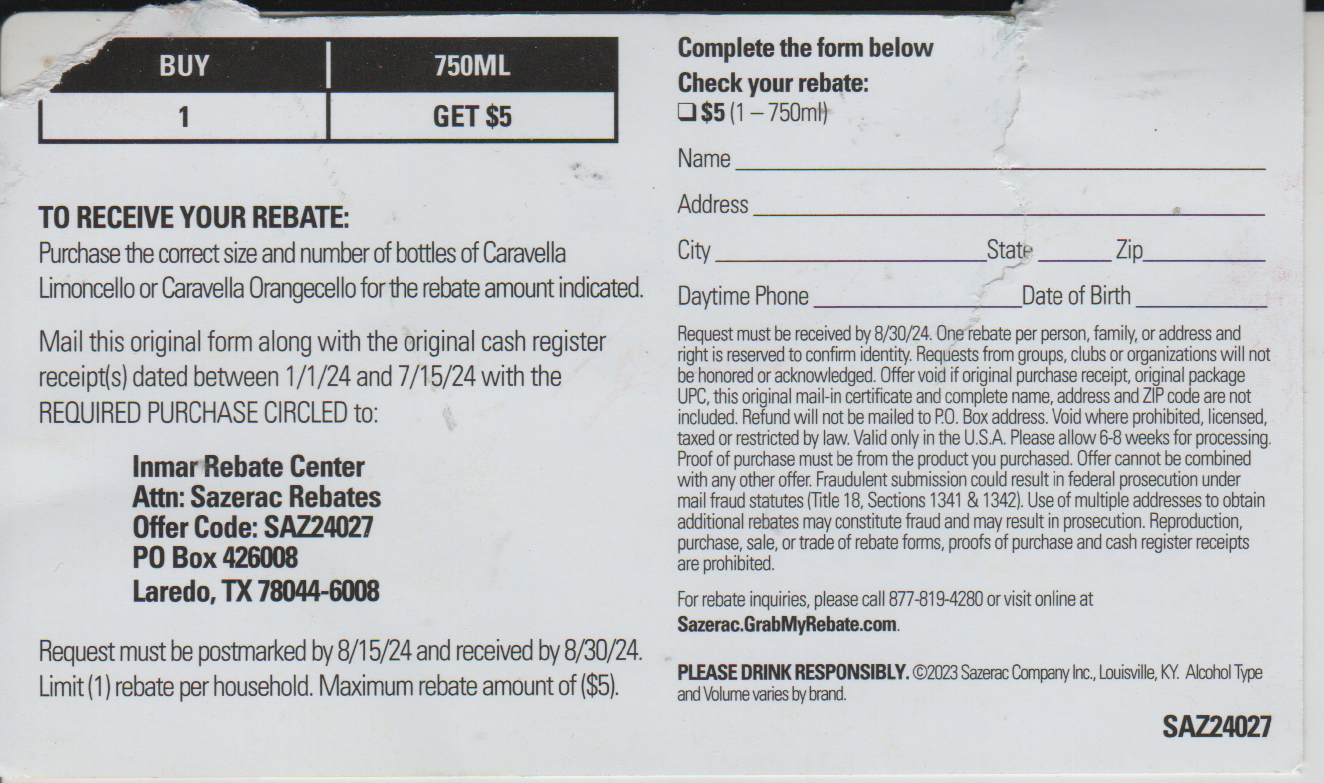 BUY 750ML
1 GET $5
TO RECEIVE YOUR REBATE:
Purchase the correct size and number of bottles of Caravella
Limoncello or Caravella Orangecello for the rebate amount indicated.
Mail this original form along with the original cash register
receipt(s) dated between 1/1/24 and 7/15/24 with the
REQUIRED PURCHASE CIRCLED to:
Inmar Rebate Center
Attn: Sazerac Rebates
Offer Code: SAZ24027
PO Box 426008
Laredo, TX 78044-6008
Request must be postmarked by 8/15/24 and received by 8/30/24.
Limit (1) rebate per household. Maximum rebate amount of ($5).
Complete the form below
Check your rebate:
❏ $5 (1 – 750ml)
Name
Address
City State Zip
Daytime Phone Date of Birth
Request must be received by 8/30/24. One rebate per person, family, or address and
right is reserved to confirm identity. Requests from groups, clubs or organizations will not
be honored or acknowledged. Offer void if original purchase receipt, original package
UPC, this original mail-in certificate and complete name, address and ZIP code are not
included. Refund will not be mailed to P.O. Box address. Void where prohibited, licensed,
taxed or restricted by law. Valid only in the U.S.A. Please allow 6-8 weeks for processing.
Proof of purchase must be from the product you purchased. Offer cannot be combined
with any other offer. Fraudulent submission could result in federal prosecution under
mail fraud statutes (Title 18, Sections 1341 & 1342). Use of multiple addresses to obtain
additional rebates may constitute fraud and may result in prosecution. Reproduction,
purchase, sale, or trade of rebate forms, proofs of purchase and cash register receipts
are prohibited.
For rebate inquiries, please call 877-819-4280 or visit online at
Sazerac.GrabMyRebate.com.
PLEASE DRINK RESPONSIBLY. ©2023 Sazerac Company Inc., Louisville, KY. Alcohol Type
and Volume varies by brand.
SAZ24027